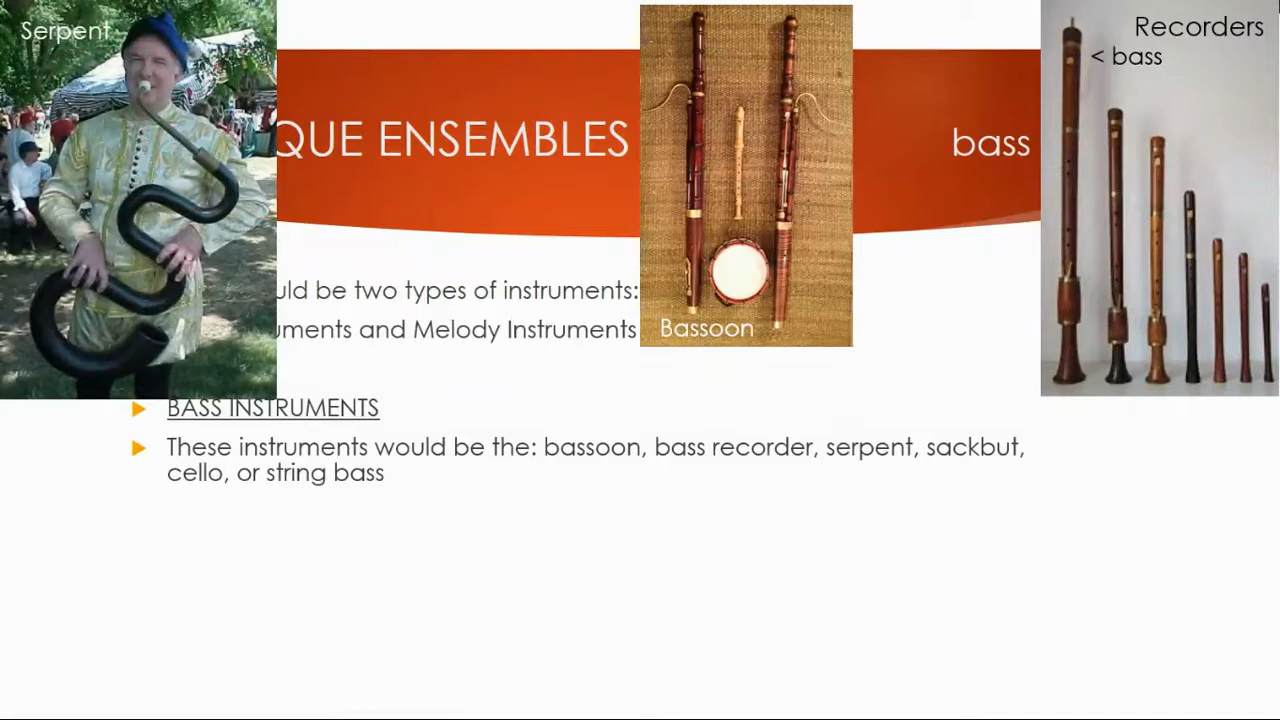 Serpent
Recorders
< bass
QUE ENSEMBLES
bass
uld be two types of instruments:
uments and Melody Instruments
Bassoon
BASS INSTRUMENTS
These instruments would be the: bassoon, bass recorder, serpent, sackbut,
cello, or string bass